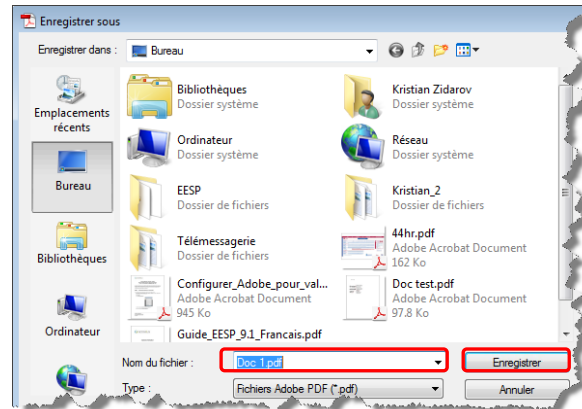 Enregistrer sous
Enregistrer dans :
Bureau
Emplacements
récents
Bureau
Bibliothèques
Ordinateur
Bibliothèques
Dossier système
Kristian Zidarov
Dossier système
Ordinateur
Dossier système
Réseau
Dossier système
EESP
Dossier de fichiers
Kristian_2
Dossier de fichiers
Télémessagerie
Dossier de fichiers
44hr.pdf
Adobe Acrobat Document
162 Ko
Configurer_Adobe_pour_val...
Adobe Acrobat Document
945 Ko
Doc test.pdf
Adobe Acrobat Document
97.8 Ko
Guide_EESP_9.1_Francais.pdf
Nom du fichier :
Doc 1.pdf
Enregistrer
Type :
Fichiers Adobe PDF (*.pdf)
Annuler